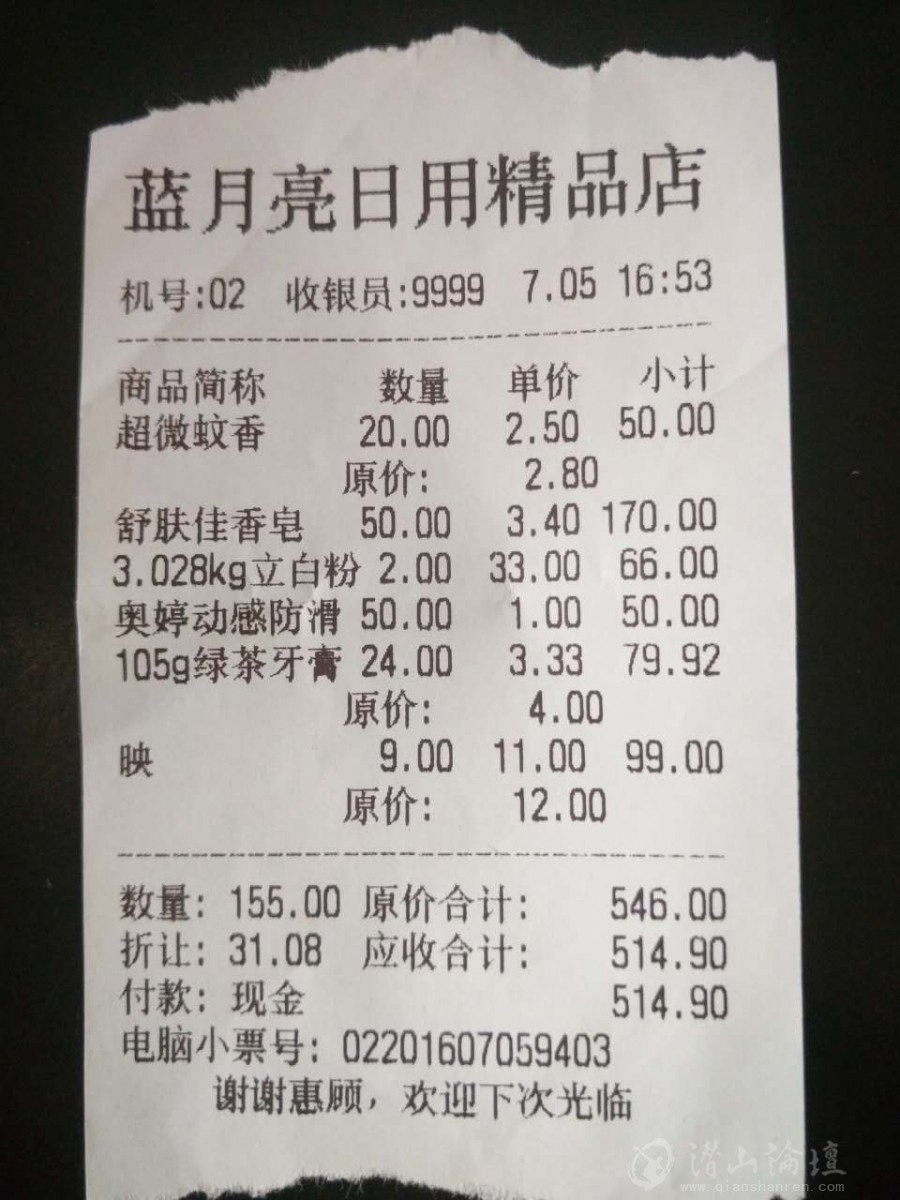 蓝月亮日用精品店
机号:02 收银员:9999 7.05 16:53
商品简称 数量 单价 小计
超微蚊香 20.00 2.50 50.00
原价: 2.80
舒肤佳香皂 50.00 3.40 170.00
3.028kg立白粉 2.00 33.00 66.00
奥婷动感防滑 50.00 1.00 50.00
105g绿茶牙膏 24.00 3.33 79.92
原价: 4.00
映 9.00 11.00 99.00
原价: 12.00
数量: 155.00 原价合计: 546.00
折让: 31.08 应收合计: 514.90
付款: 现金 514.90
电脑小票号: 02201607059403
谢谢惠顾，欢迎下次光临
潜山論壇
www.qianshanren.com